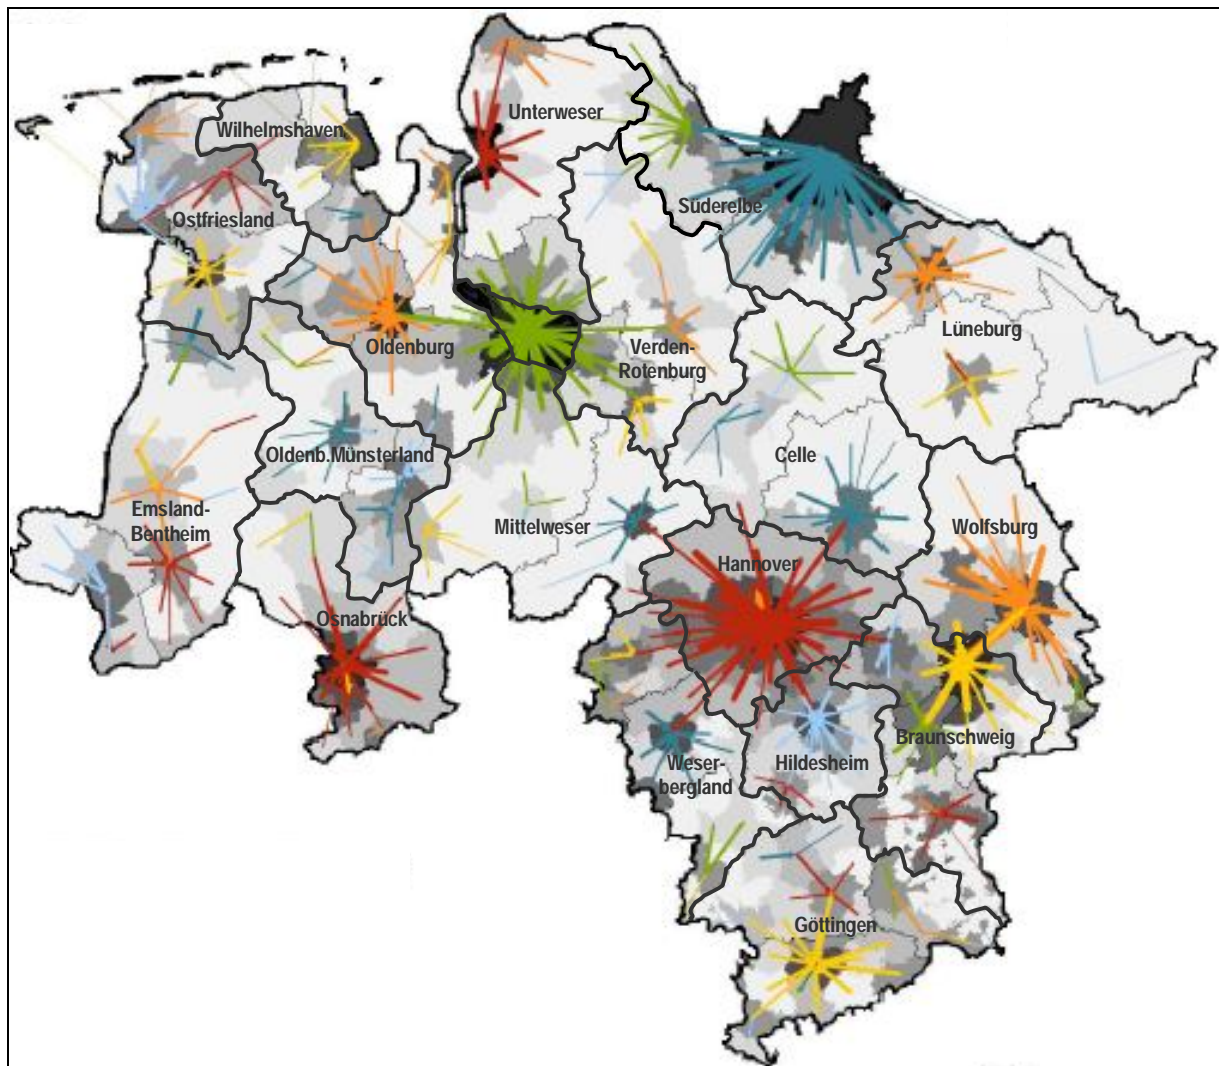 Unterweser
Wilhelmshaven
Süderelbe
Ostfriesland
Lüneburg
Oldenburg
Verden-
Rotenburg
Oldenb.Münsterland
Celle
Emsland-
Bentheim
Mittelweser
Wolfsburg
Hannover
Osnabrück
Braunschweig
Weser-
bergland
Hildesheim
Göttingen